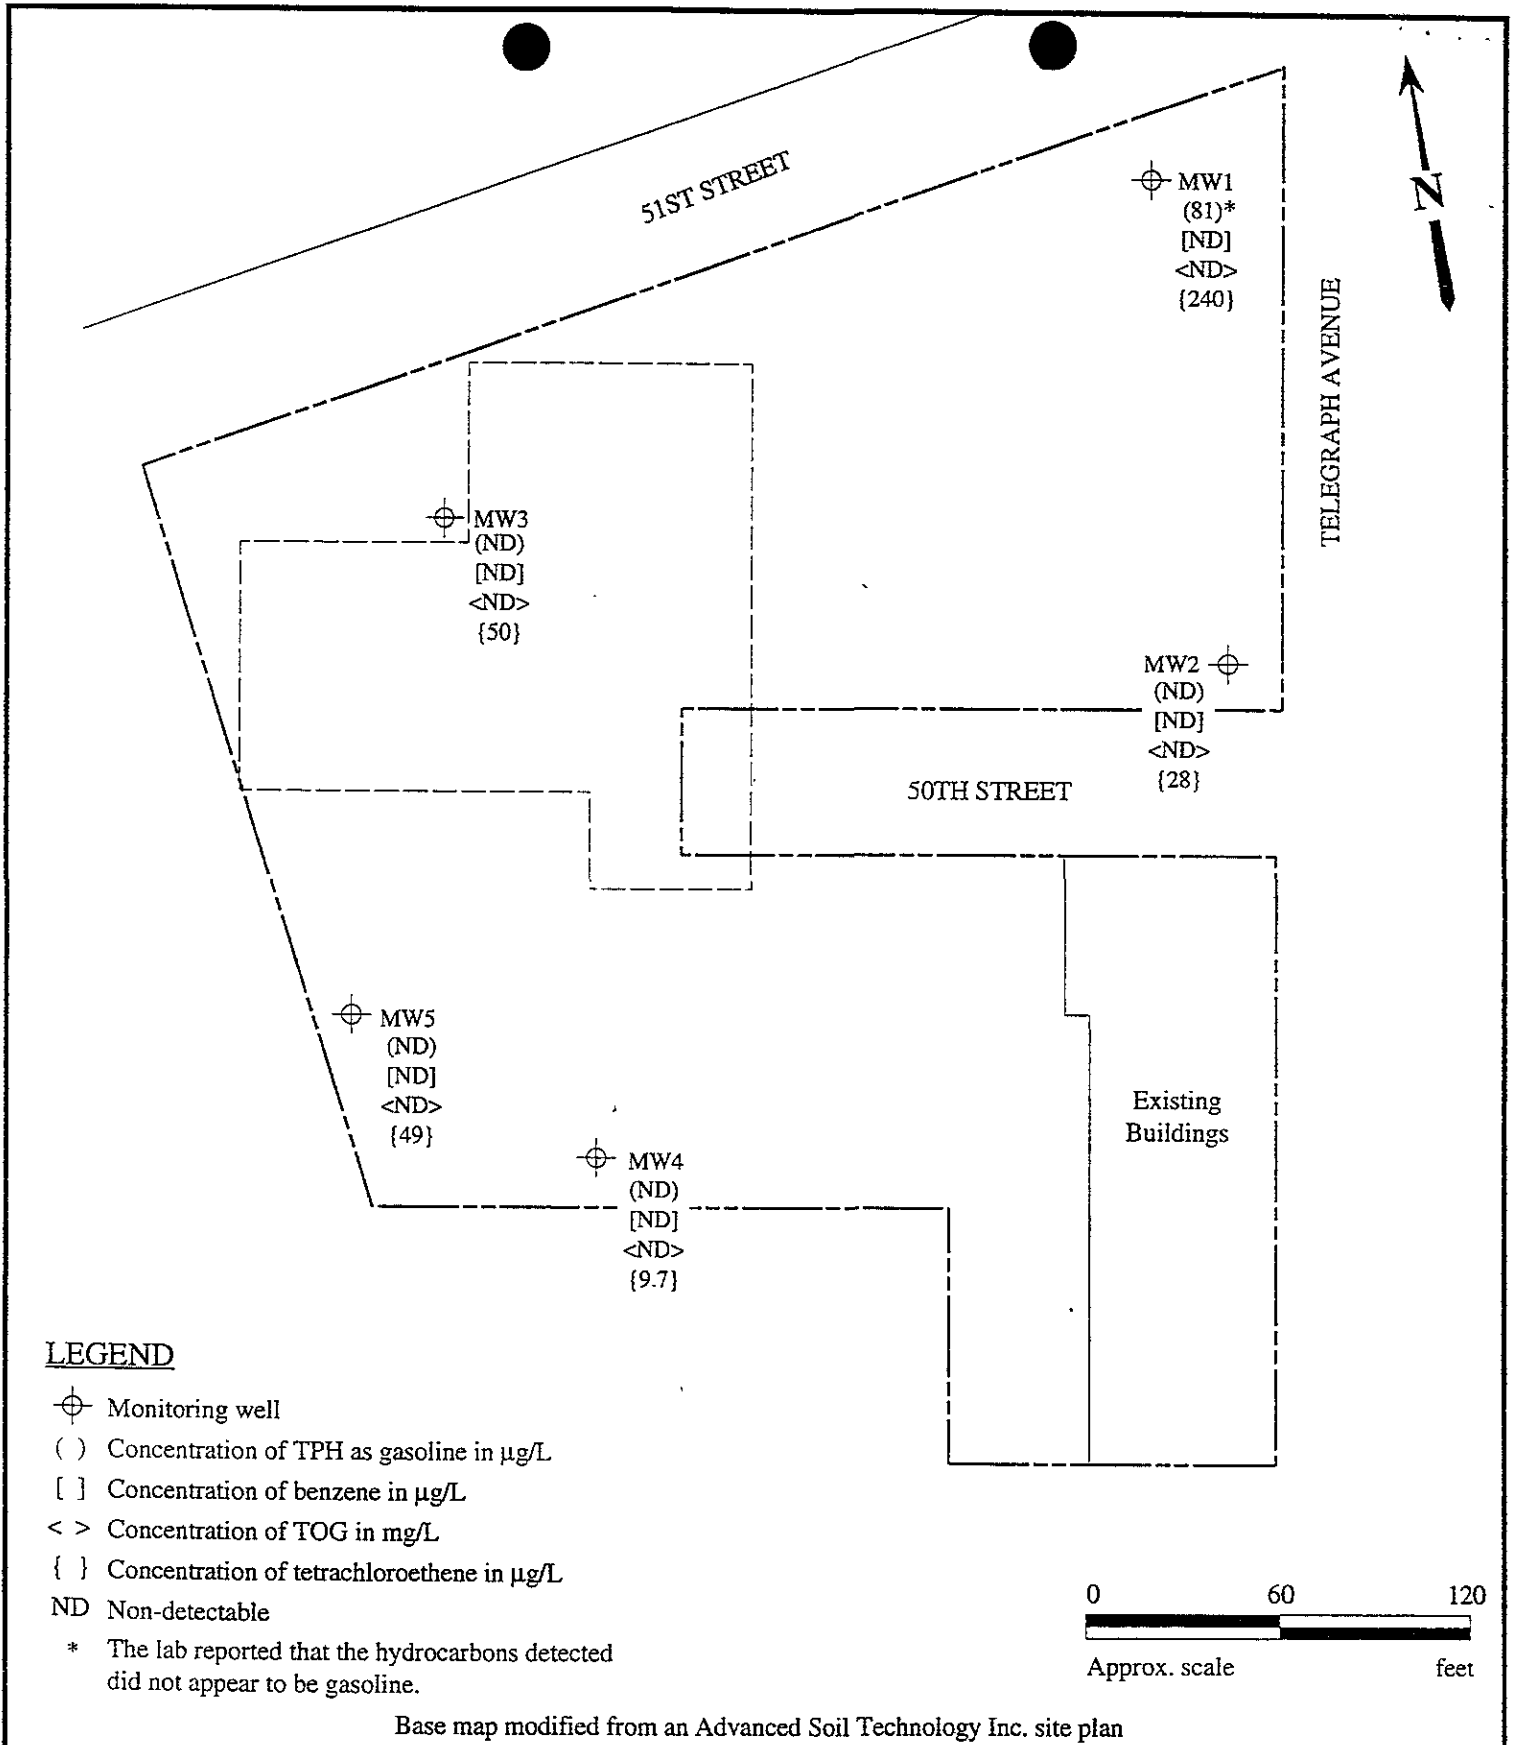 51ST STREET
N
MW1
(81)*
[ND]
<ND>
{240}
TELEGRAPH AVENUE
MW3
(ND)
[ND]
<ND>
{50}
MW2
(ND)
[ND]
<ND>
{28}
50TH STREET
MW5
(ND)
[ND]
<ND>
{49}
Existing
Buildings
MW4
(ND)
[ND]
<ND>
{9.7}
LEGEND
Monitoring well
( ) Concentration of TPH as gasoline in µg/L
[ ] Concentration of benzene in µg/L
< > Concentration of TOG in mg/L
{ } Concentration of tetrachloroethene in µg/L
ND Non-detectable
* The lab reported that the hydrocarbons detected
did not appear to be gasoline.
0 60 120
Approx. scale feet
Base map modified from an Advanced Soil Technology Inc. site plan